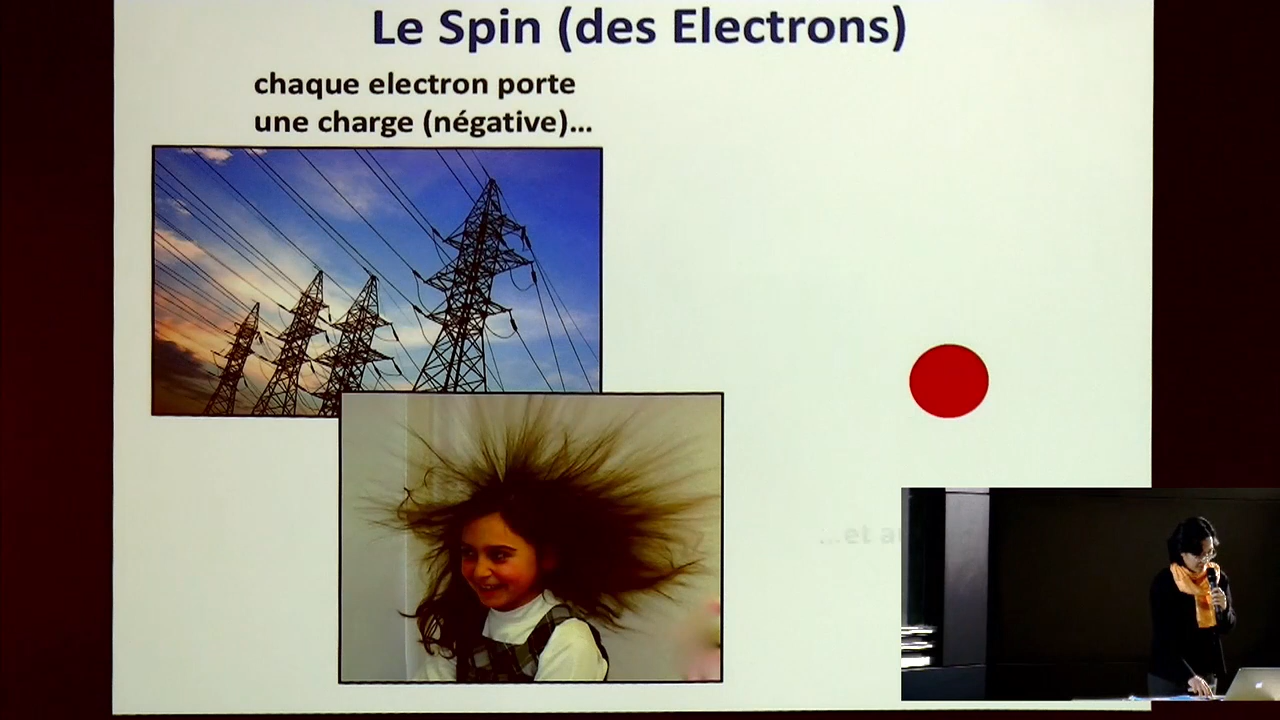 Le Spin (des Electrons)
chaque electron porte
une charge (négative)...
...et